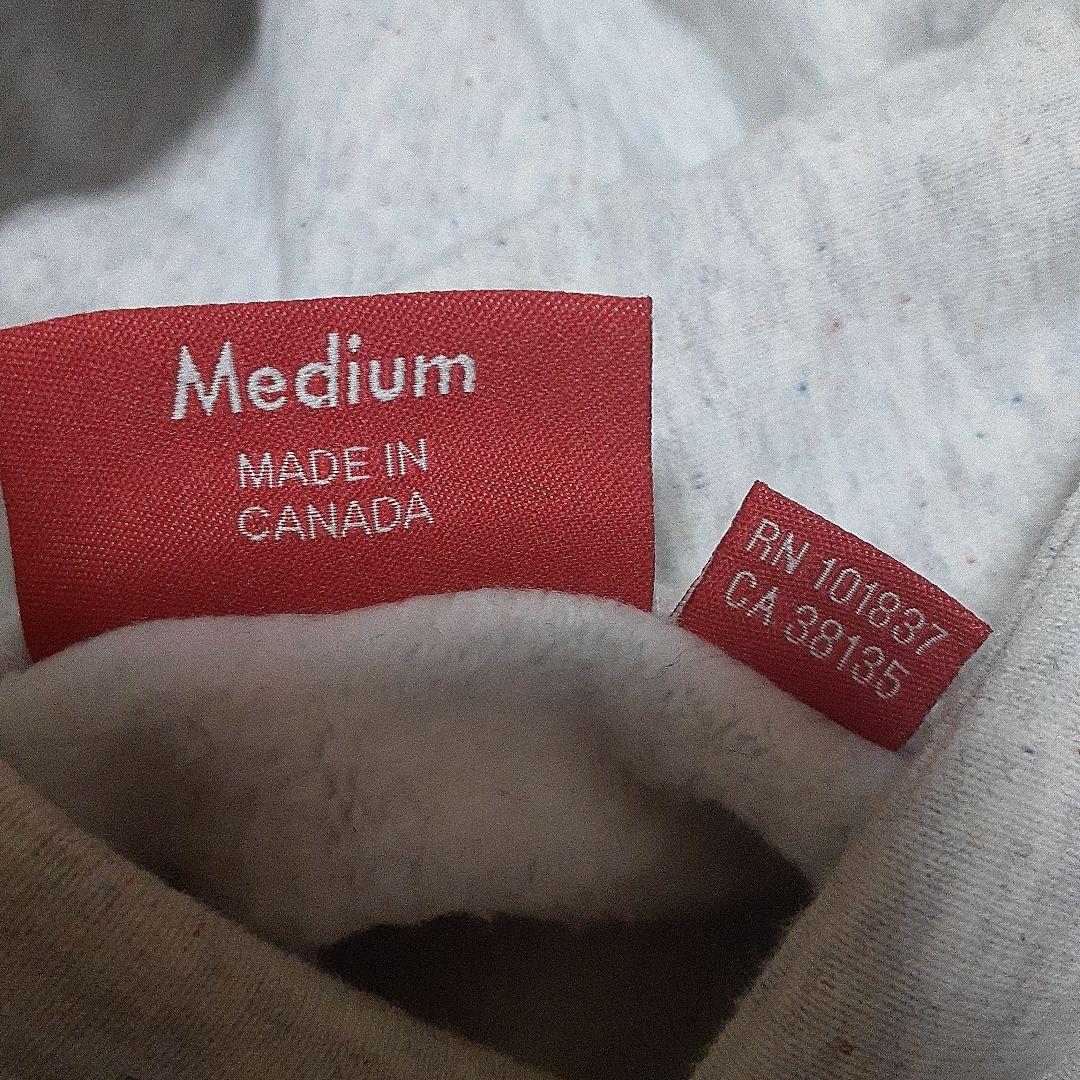 Medium
MADE IN
CANADA
RN 101837
CA 38135